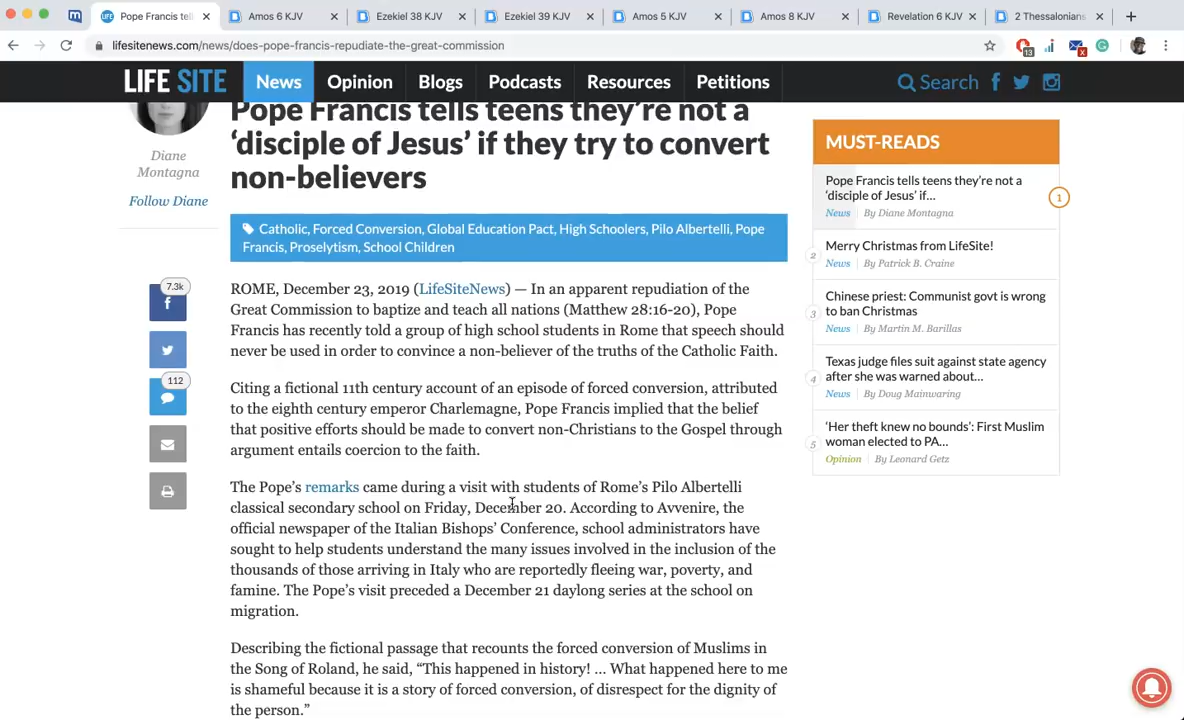 Pope Francis tel
Amos 6 KJV
Ezekiel 38 KJV
Ezekiel 39 KJV
Amos 5 KJV
Amos 8 KJV
Revelation 6 KJV
2 Thessalonians
lifesitenews.com/news/does-pope-francis-repudiate-the-great-commission
13
x
LIFE SITE
News
Opinion
Blogs
Podcasts
Resources
Petitions
Search
Diane
Montagna
Follow Diane
7.3k
112
Pope Francis tells teens they're not a
‘disciple of Jesus’ if they try to convert
non-believers
Catholic, Forced Conversion, Global Education Pact, High Schoolers, Pilo Albertelli, Pope
Francis, Proselytism, School Children
ROME, December 23, 2019 (LifeSiteNews) — In an apparent repudiation of the
Great Commission to baptize and teach all nations (Matthew 28:16-20), Pope
Francis has recently told a group of high school students in Rome that speech should
never be used in order to convince a non-believer of the truths of the Catholic Faith.
Citing a fictional 11th century account of an episode of forced conversion, attributed
to the eighth century emperor Charlemagne, Pope Francis implied that the belief
that positive efforts should be made to convert non-Christians to the Gospel through
argument entails coercion to the faith.
The Pope’s remarks came during a visit with students of Rome’s Pilo Albertelli
classical secondary school on Friday, December 20. According to Avvenire, the
official newspaper of the Italian Bishops’ Conference, school administrators have
sought to help students understand the many issues involved in the inclusion of the
thousands of those arriving in Italy who are reportedly fleeing war, poverty, and
famine. The Pope’s visit preceded a December 21 daylong series at the school on
migration.
Describing the fictional passage that recounts the forced conversion of Muslims in
the Song of Roland, he said, “This happened in history! ... What happened here to me
is shameful because it is a story of forced conversion, of disrespect for the dignity of
the person.”
MUST-READS
Pope Francis tells teens they’re not a
‘disciple of Jesus’ if...
News By Diane Montagna
1
Merry Christmas from LifeSite!
2
News By Patrick B. Craine
Chinese priest: Communist govt is wrong
to ban Christmas
3
News By Martin M. Barillas
Texas judge files suit against state agency
after she was warned about...
4
News By Doug Mainwaring
‘Her theft knew no bounds’: First Muslim
woman elected to PA...
5
Opinion By Leonard Getz